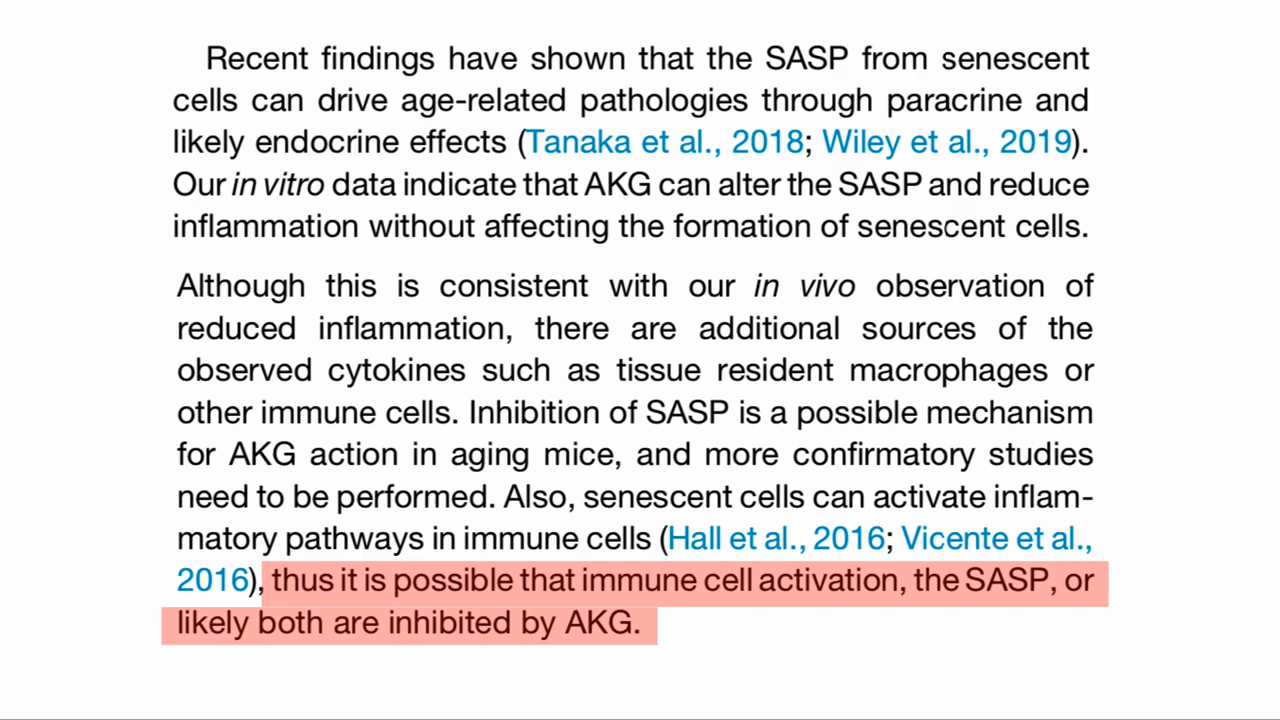 Recent findings have shown that the SASP from senescent
cells can drive age-related pathologies through paracrine and
likely endocrine effects (Tanaka et al., 2018; Wiley et al., 2019).
Our in vitro data indicate that AKG can alter the SASP and reduce
inflammation without affecting the formation of senescent cells.
Although this is consistent with our in vivo observation of
reduced inflammation, there are additional sources of the
observed cytokines such as tissue resident macrophages or
other immune cells. Inhibition of SASP is a possible mechanism
for AKG action in aging mice, and more confirmatory studies
need to be performed. Also, senescent cells can activate inflam-
matory pathways in immune cells (Hall et al., 2016; Vicente et al.,
2016), thus it is possible that immune cell activation, the SASP, or
likely both are inhibited by AKG.